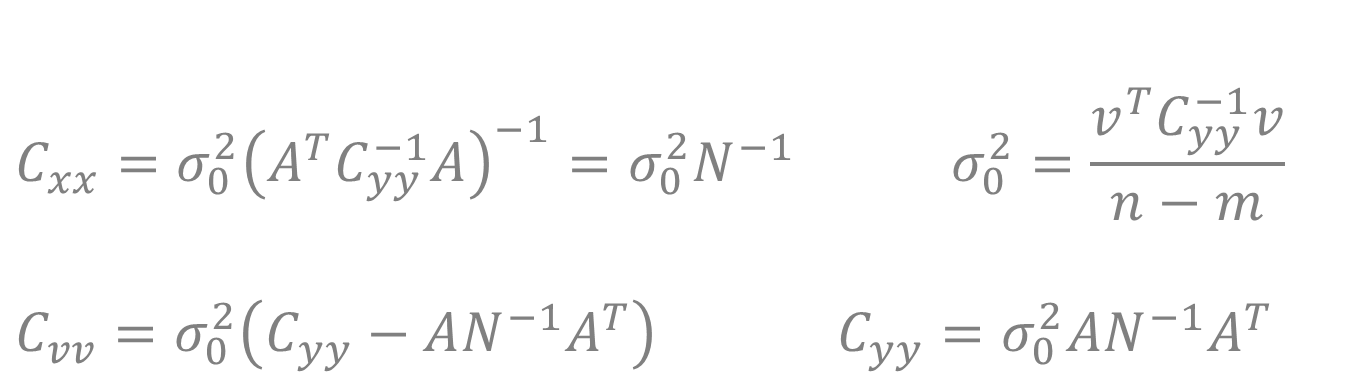 C_{xx} = σ_0^2 (A^T C_{yy}^{-1} A)^{-1} = σ_0^2 N^{-1} σ_0^2 = \frac{v^T C_{yy}^{-1} v}{n - m}
C_{vv} = σ_0^2 (C_{yy} − A N^{-1} A^T) C_{yy} = σ_0^2 A N^{-1} A^T